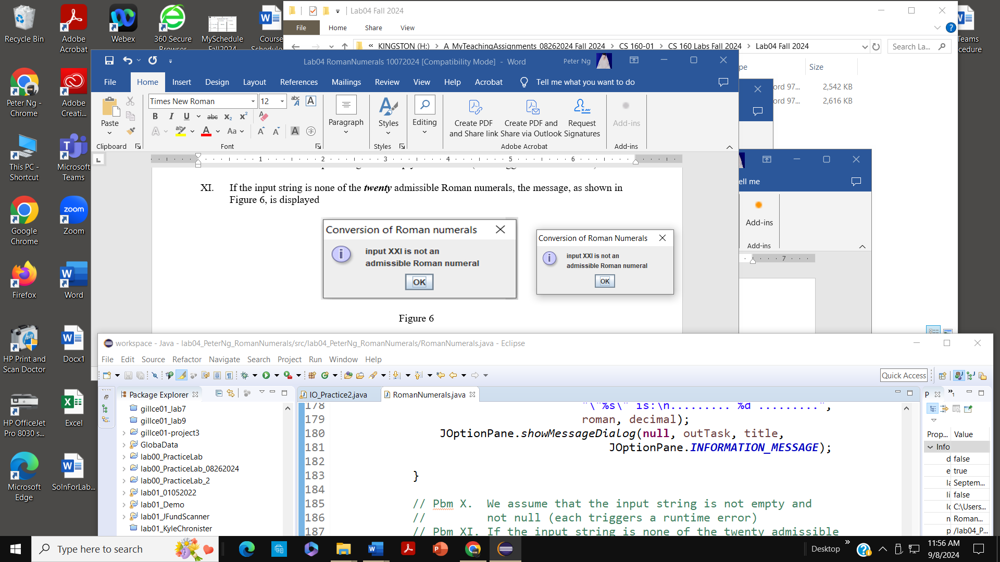 Recycle Bin
Adobe Acrobat
Webex
360 Secure Browser
MySchedule Fall2024
Course
Peter Ng - Chrome
Adobe Creati...
This PC - Shortcut
Microsoft Teams
Google Chrome
Zoom
Firefox
Word
HP Print and Scan Doctor
Docx1
HP OfficeJet Pro 8030 s...
Excel
Microsoft Edge
SolnForLab...
Teams
Lab04 Fall 2024
File Home Share View
« KINGSTON (H:) > A_MyTeachingAssignments_08262024 Fall 2024 > CS 160-01 > CS 160 Labs Fall 2024 > Lab04 Fall 2024
Search La...
Size
ord 97... 2,542 KB
ord 97... 2,616 KB
Lab04 RomanNumerals 10072024 [Compatibility Mode] - Word
Peter Ng
File Home Insert Design Layout References Mailings Review View Help Acrobat Tell me what you want to do
Times New Roman 12
Paste
Clipboard
B I U abc x₂ x²
Font
Paragraph
Styles
Styles
Editing
Create PDF and Share link
Create PDF and Share via Outlook
Request Signatures
Adobe Acrobat
Add-ins
Add-ins
1 2 3 4 5 6
XI. If the input string is none of the twenty admissible Roman numerals, the message, as shown in
Figure 6, is displayed
Conversion of Roman numerals
input XXI is not an
admissible Roman numeral
OK
Conversion of Roman Numerals
input XXI is not an
admissible Roman numeral
OK
Figure 6
ell me
Add-ins
Add-ins
7
workspace - Java - lab04_PeterNg_RomanNumerals/src/lab04_PeterNg_RomanNumerals/RomanNumerals.java - Eclipse
File Edit Source Refactor Navigate Search Project Run Window Help
Quick Access
Package Explorer
gillce01_lab7
gillce01_lab9
gillce01-project3
GlobaData
lab00_PracticeLab
lab00_PracticeLab_08262024
lab00_PracticeLab_2
lab01_01052022
lab01_Demo
lab01_JFundScanner
lab01_KyleChronister
IO_Practice2.java
RomanNumerals.java
178 "\"%s\" is:\n......... %d .........",
179 roman, decimal);
180 JOptionPane.showMessageDialog(null, outTask, title,
181 JOptionPane.INFORMATION_MESSAGE);
182
183 }
184
185 // Pbm X. We assume that the input string is not empty and
186 // not null (each triggers a runtime error)
187 // Pbm XI. If the input string is none of the twenty admissible
P
Prop... Value
Info
d false
e true
la Septem...
li false
lo C:\Users...
n Roman...
p /lab04_P...
Type here to search
Desktop
11:56 AM
9/8/2024